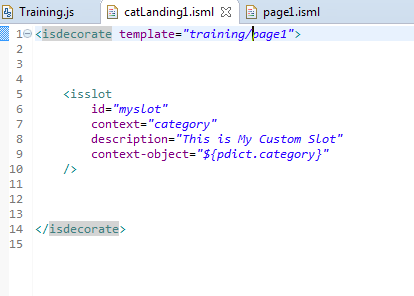 Training.js
catLanding1.isml
page1.isml
1 <isdecorate template="training/page1">
2
3
4
5 <isslot
6 id="myslot"
7 context="category"
8 description="This is My Custom Slot"
9 context-object="${pdict.category}"
10 />
11
12
13
14 </isdecorate>
15